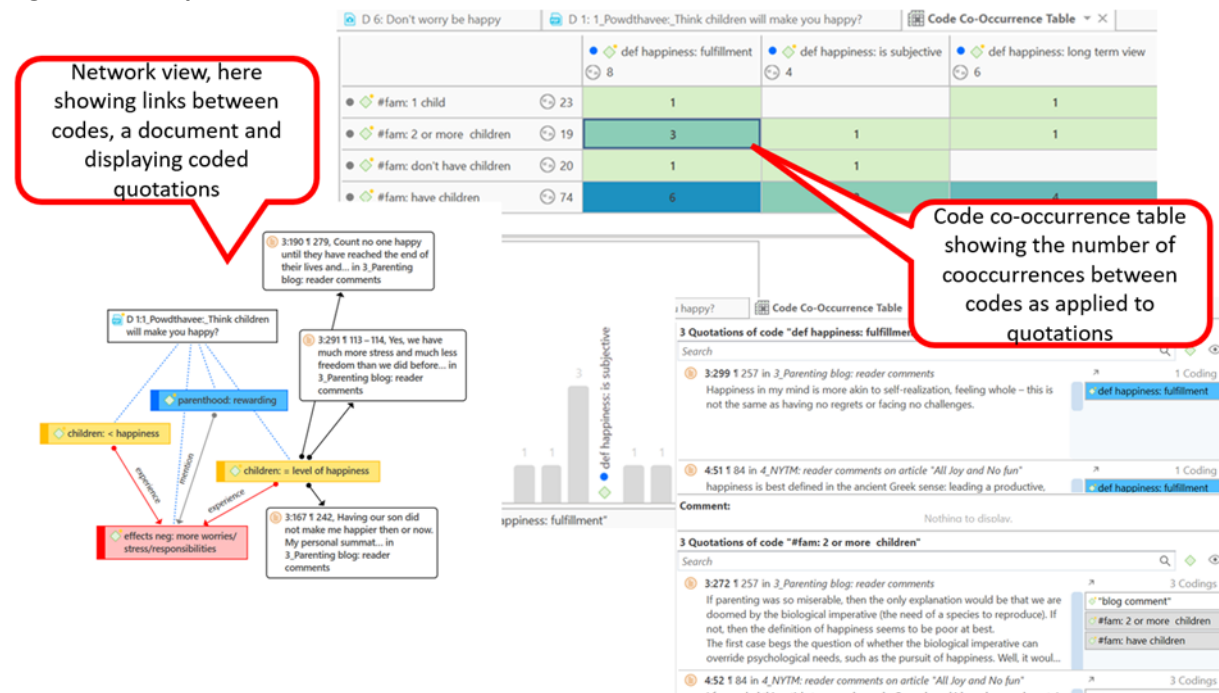 D 6: Don't worry be happy
D 1: 1_Powdthavee:_Think children will make you happy?
Code Co-Occurrence Table
def happiness: fulfillment
8
def happiness: is subjective
4
def happiness: long term view
6
#fam: 1 child 23 1 1
#fam: 2 or more children 19 3 1 1
#fam: don't have children 20 1 1
#fam: have children 74 6 4
Network view, here
showing links between
codes, a document and
displaying coded
quotations
Code co-occurrence table
showing the number of
cooccurrences between
codes as applied to
quotations
3:190 ¶ 279, Count no one happy
until they have reached the end of
their lives and... in 3_Parenting
blog: reader comments
D 1:1_Powdthavee:_Think children
will make you happy?
3:291 ¶ 113 – 114, Yes, we have
much more stress and much less
freedom than we did before... in
3_Parenting blog: reader
comments
parenthood: rewarding
children: < happiness
children: = level of happiness
experience
mention
experience
effects neg: more worries/
stress/responsibilities
3:167 ¶ 242, Having our son did
not make me happier then or now.
My personal summat... in
3_Parenting blog: reader
comments
1 1 3 1 1
def happiness: is subjective
appiness: fulfillment"
happy?
Code Co-Occurrence Table
3 Quotations of code "def happiness: fulfillmen
Search
3:299 ¶ 257 in 3_Parenting blog: reader comments
Happiness in my mind is more akin to self-realization, feeling whole – this is
not the same as having no regrets or facing no challenges.
1 Coding
def happiness: fulfillment
4:51 ¶ 84 in 4_NYTM: reader comments on article "All Joy and No fun"
happiness is best defined in the ancient Greek sense: leading a productive,
1 Coding
def happiness: fulfillment
Comment:
Nothing to display.
3 Quotations of code "#fam: 2 or more children"
Search
3:272 ¶ 257 in 3_Parenting blog: reader comments
If parenting was so miserable, then the only explanation would be that we are
doomed by the biological imperative (the need of a species to reproduce). If
not, then the definition of happiness seems to be poor at best.
The first case begs the question of whether the biological imperative can
override psychological needs, such as the pursuit of happiness. Well, it woul...
3 Codings
"blog comment"
#fam: 2 or more children
#fam: have children
4:52 ¶ 84 in 4_NYTM: reader comments on article "All Joy and No fun"
3 Codings